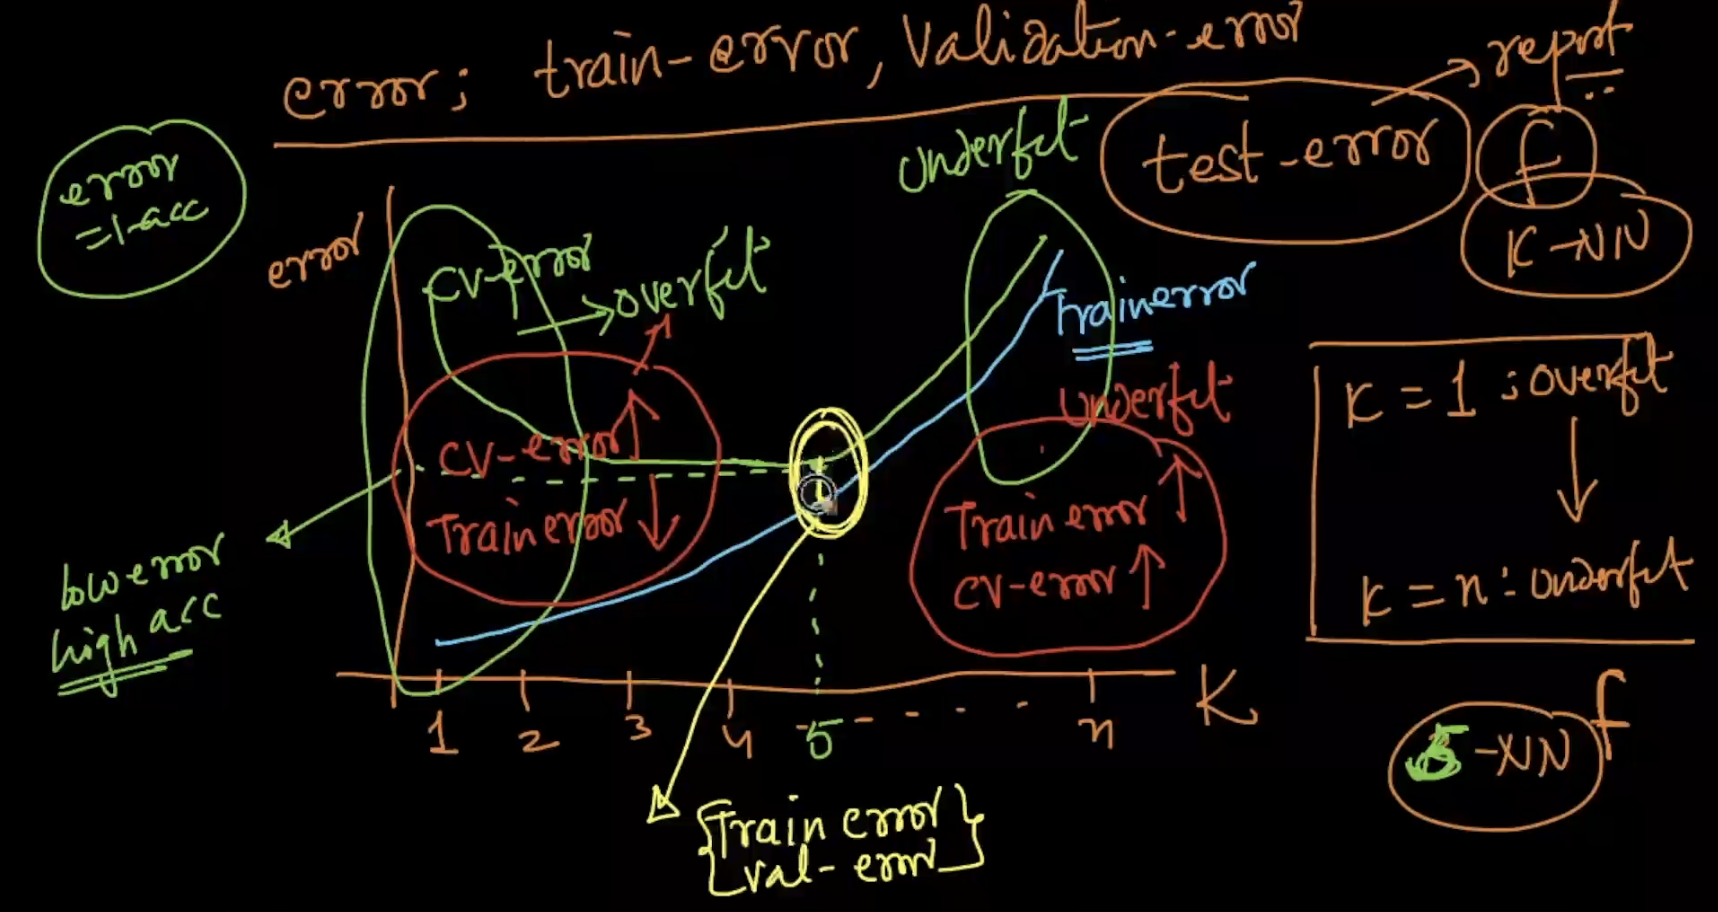 error; train-error, Validation-error
report
test-error
f
K-NN
error
=1-acc
error
CV-error
overfit
Underfit
Train error
Underfit
CV-error ↑
Train error ↓
Train error ↑
CV-error ↑
K = 1 : overfit
K = n : Underfit
low error
high acc
1 2 3 4 5 - - - - n K
5-NN f
{Train error
val-error}